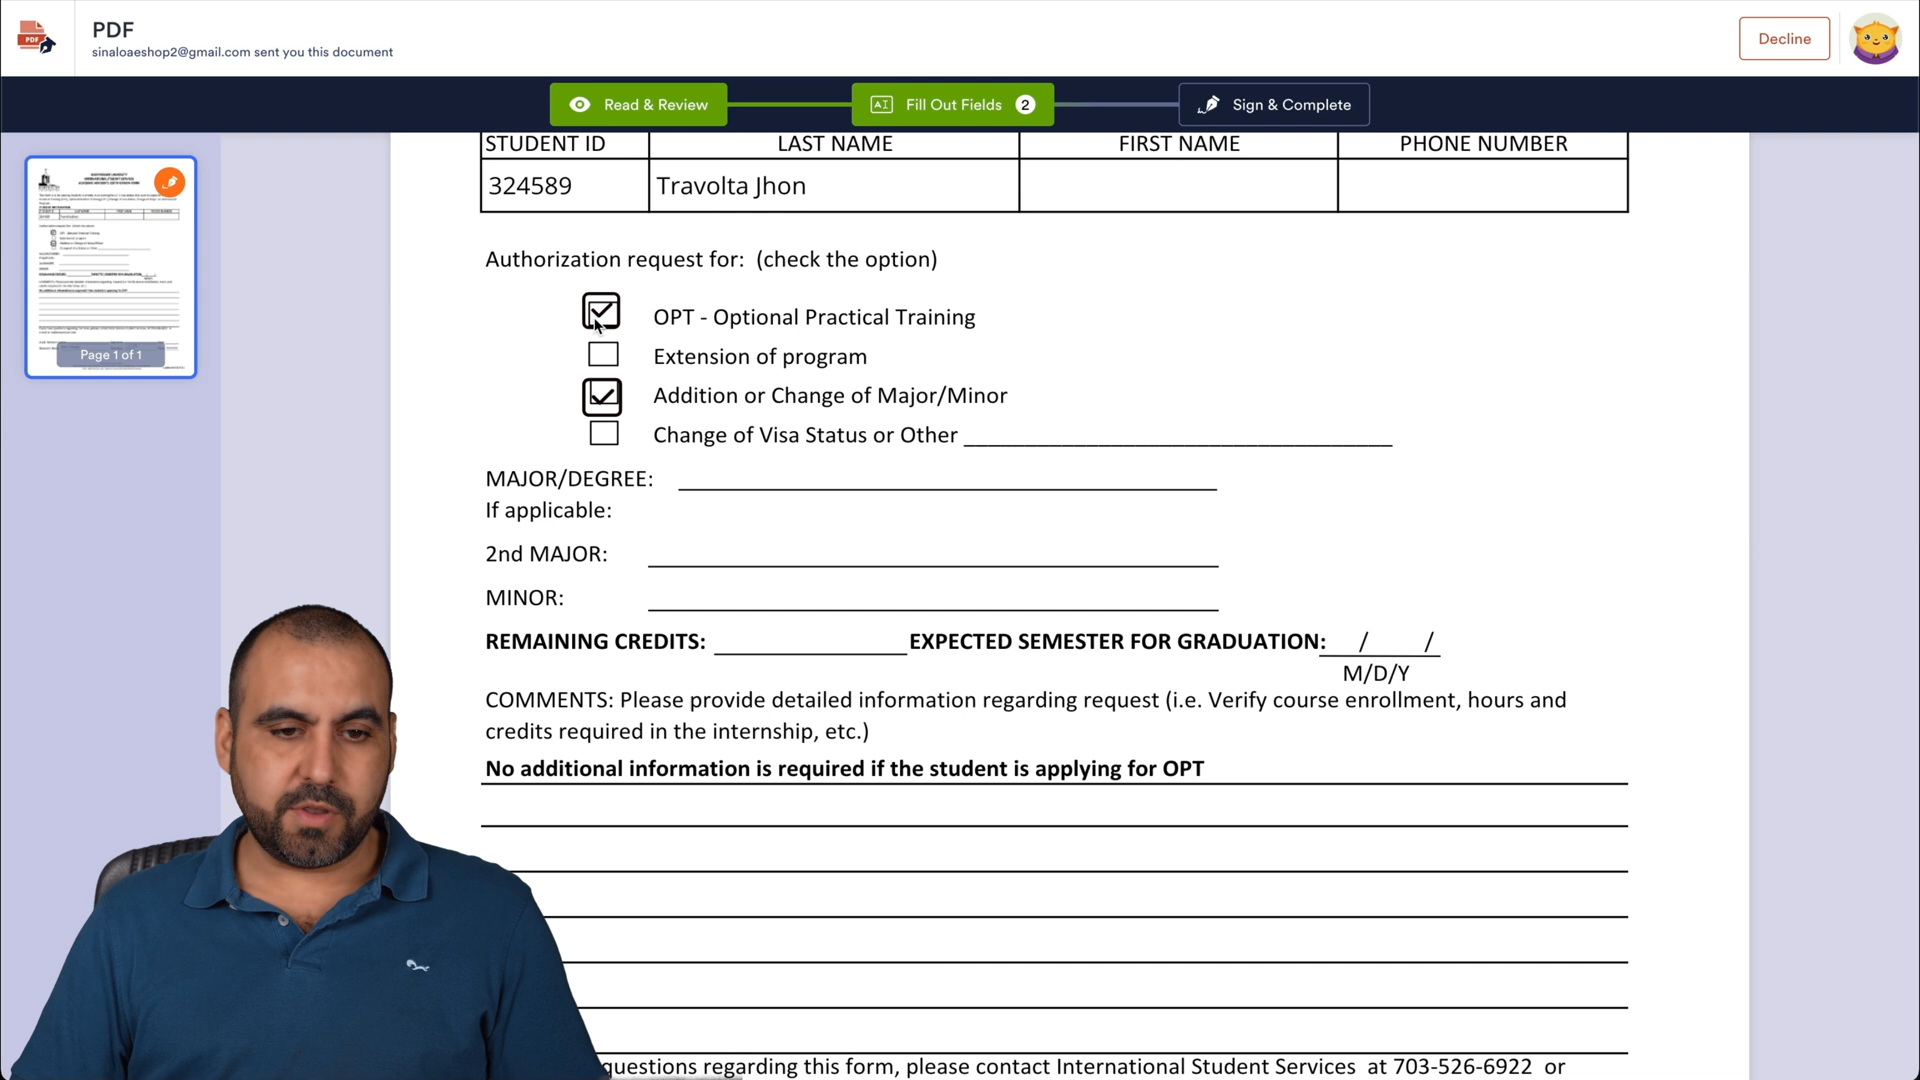 PDF
sinaloaeshop2@gmail.com sent you this document
Decline
PDF
Read & Review
Fill Out Fields 2
Sign & Complete
Page 1 of 1
STUDENT ID LAST NAME FIRST NAME PHONE NUMBER
324589 Travolta Jhon
Authorization request for: (check the option)
OPT - Optional Practical Training
Extension of program
Addition or Change of Major/Minor
Change of Visa Status or Other
MAJOR/DEGREE:
If applicable:
2nd MAJOR:
MINOR:
REMAINING CREDITS: EXPECTED SEMESTER FOR GRADUATION: / /
M/D/Y
COMMENTS: Please provide detailed information regarding request (i.e. Verify course enrollment, hours and
credits required in the internship, etc.)
No additional information is required if the student is applying for OPT
questions regarding this form, please contact International Student Services at 703-526-6922 or